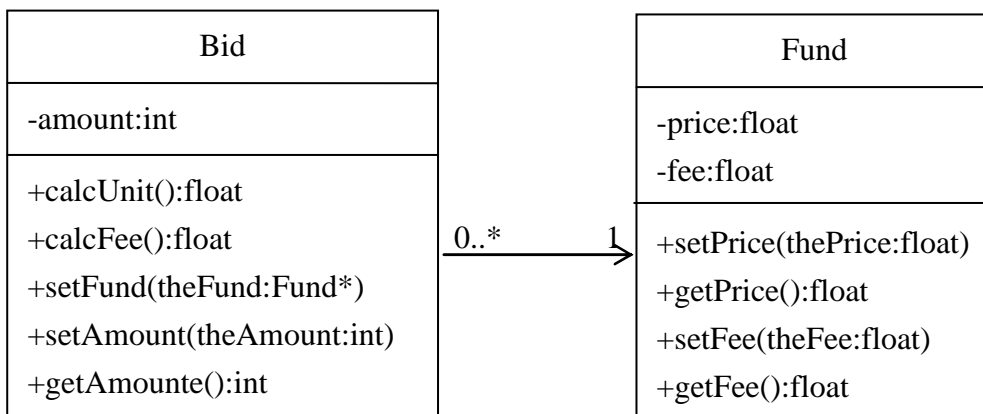 Bid
-amount:int
+calcUnit():float
+calcFee():float
+setFund(theFund:Fund*)
+setAmount(theAmount:int)
+getAmounte():int
0..*
1
Fund
-price:float
-fee:float
+setPrice(thePrice:float)
+getPrice():float
+setFee(theFee:float)
+getFee():float